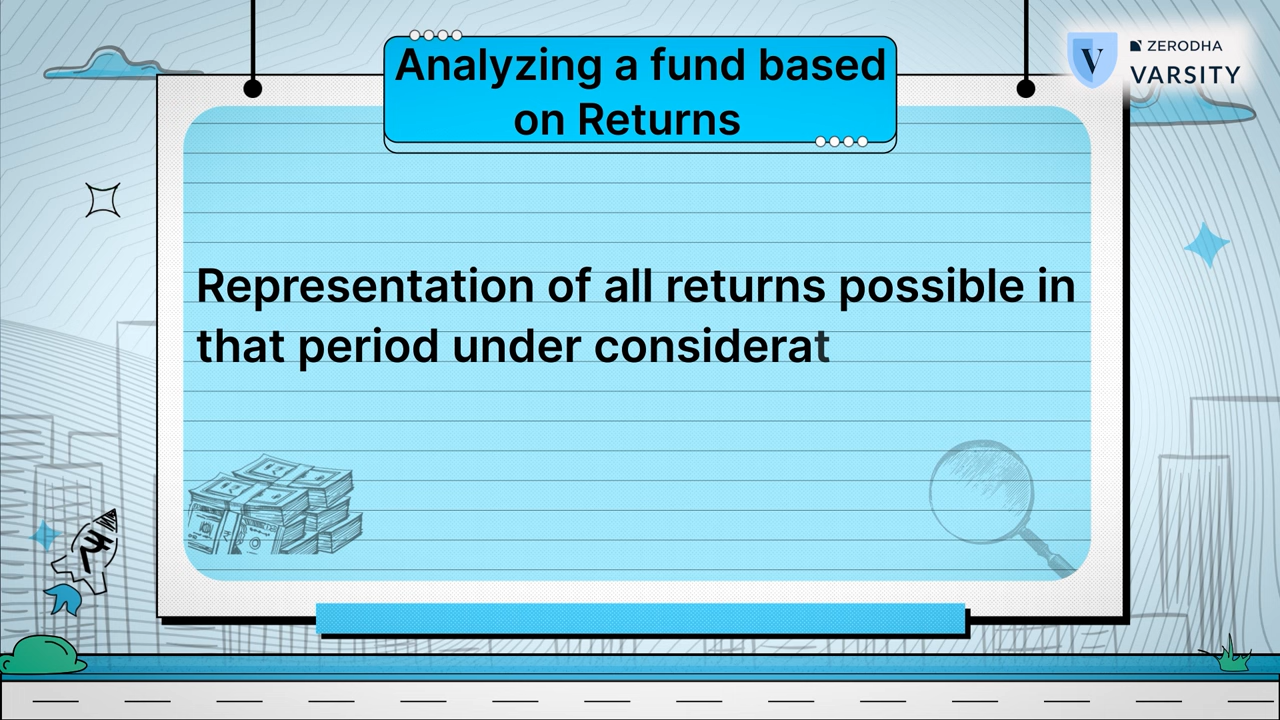 Analyzing a fund based
on Returns
ZERODHA
VARSITY
Representation of all returns possible in
that period under considerat